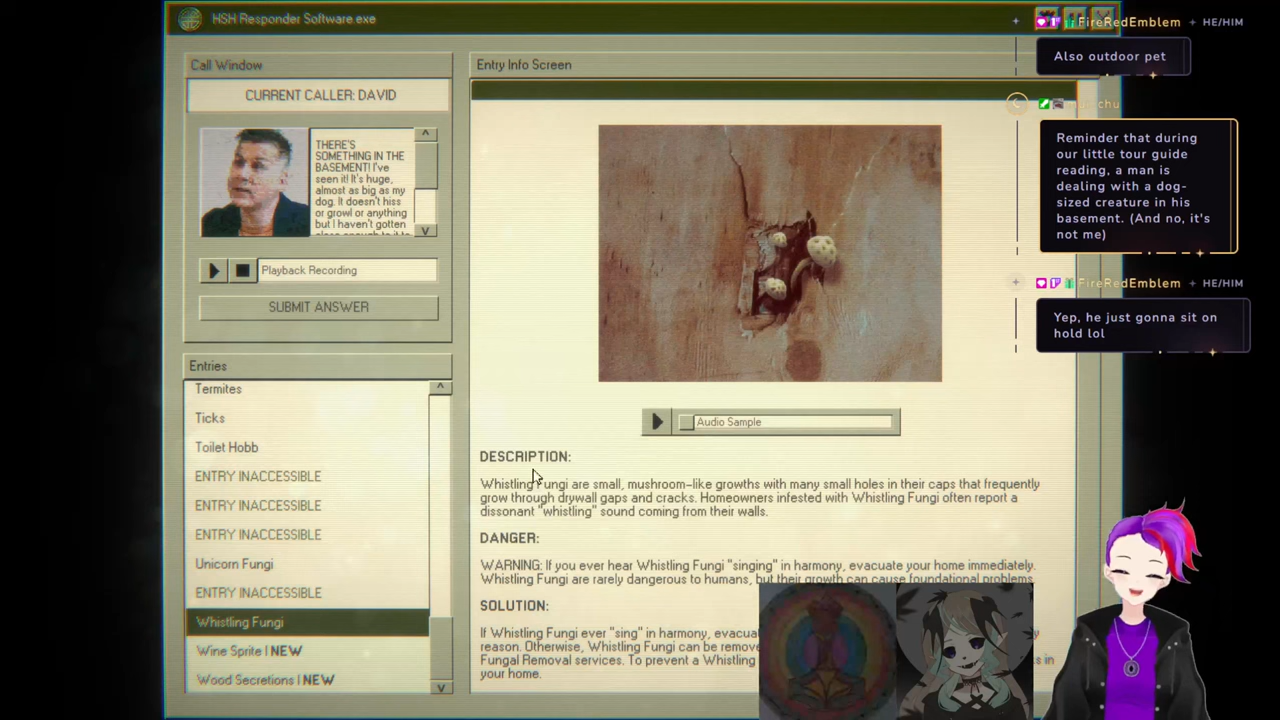 HSH Responder Software.exe
Call Window
CURRENT CALLER: DAVID
THERE'S
SOMETHING IN THE
BASEMENT! I've
seen it! It's huge,
almost as big as my
dog. It doesn't hiss
or growl or anything
but I haven't gotten
Playback Recording
SUBMIT ANSWER
Entries
Termites
Ticks
Toilet Hobb
ENTRY INACCESSIBLE
ENTRY INACCESSIBLE
ENTRY INACCESSIBLE
Unicorn Fungi
ENTRY INACCESSIBLE
Whistling Fungi
Wine Sprite | NEW
Wood Secretions | NEW
Entry Info Screen
Audio Sample
DESCRIPTION:
Whistling Fungi are small, mushroom-like growths with many small holes in their caps that frequently
grow through drywall gaps and cracks. Homeowners infested with Whistling Fungi often report a
dissonant "whistling" sound coming from their walls.
DANGER:
WARNING: If you ever hear Whistling Fungi "singing" in harmony, evacuate your home immediately.
Whistling Fungi are rarely dangerous to humans, but their growth can cause foundational problems.
SOLUTION:
If Whistling Fungi ever "sing" in harmony, evacua
reason. Otherwise, Whistling Fungi can be remove
Fungal Removal services. To prevent a Whistling
in
your home.
FireRedEmblem + HE/HIM
Also outdoor pet
Reminder that during
our little tour guide
reading, a man is
dealing with a dog-
sized creature in his
basement. (And no, it's
not me)
FireRedEmblem + HE/HIM
Yep, he just gonna sit on
hold lol